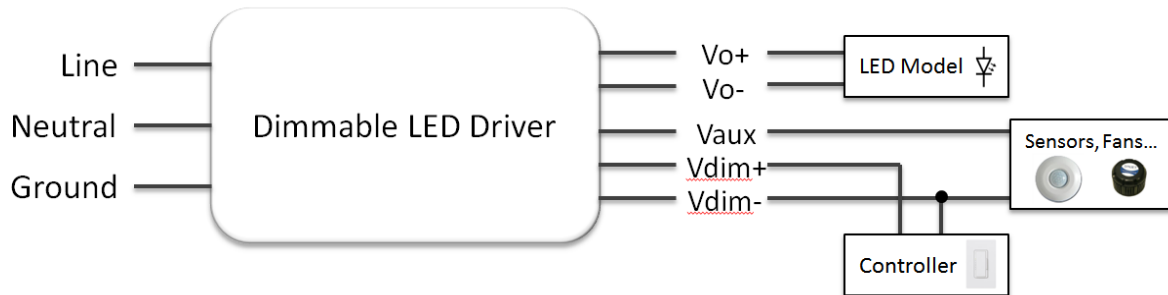 Line
Neutral
Ground
Dimmable LED Driver
Vo+
Vo-
Vaux
Vdim+
Vdim-
LED Model
Sensors, Fans...
Controller